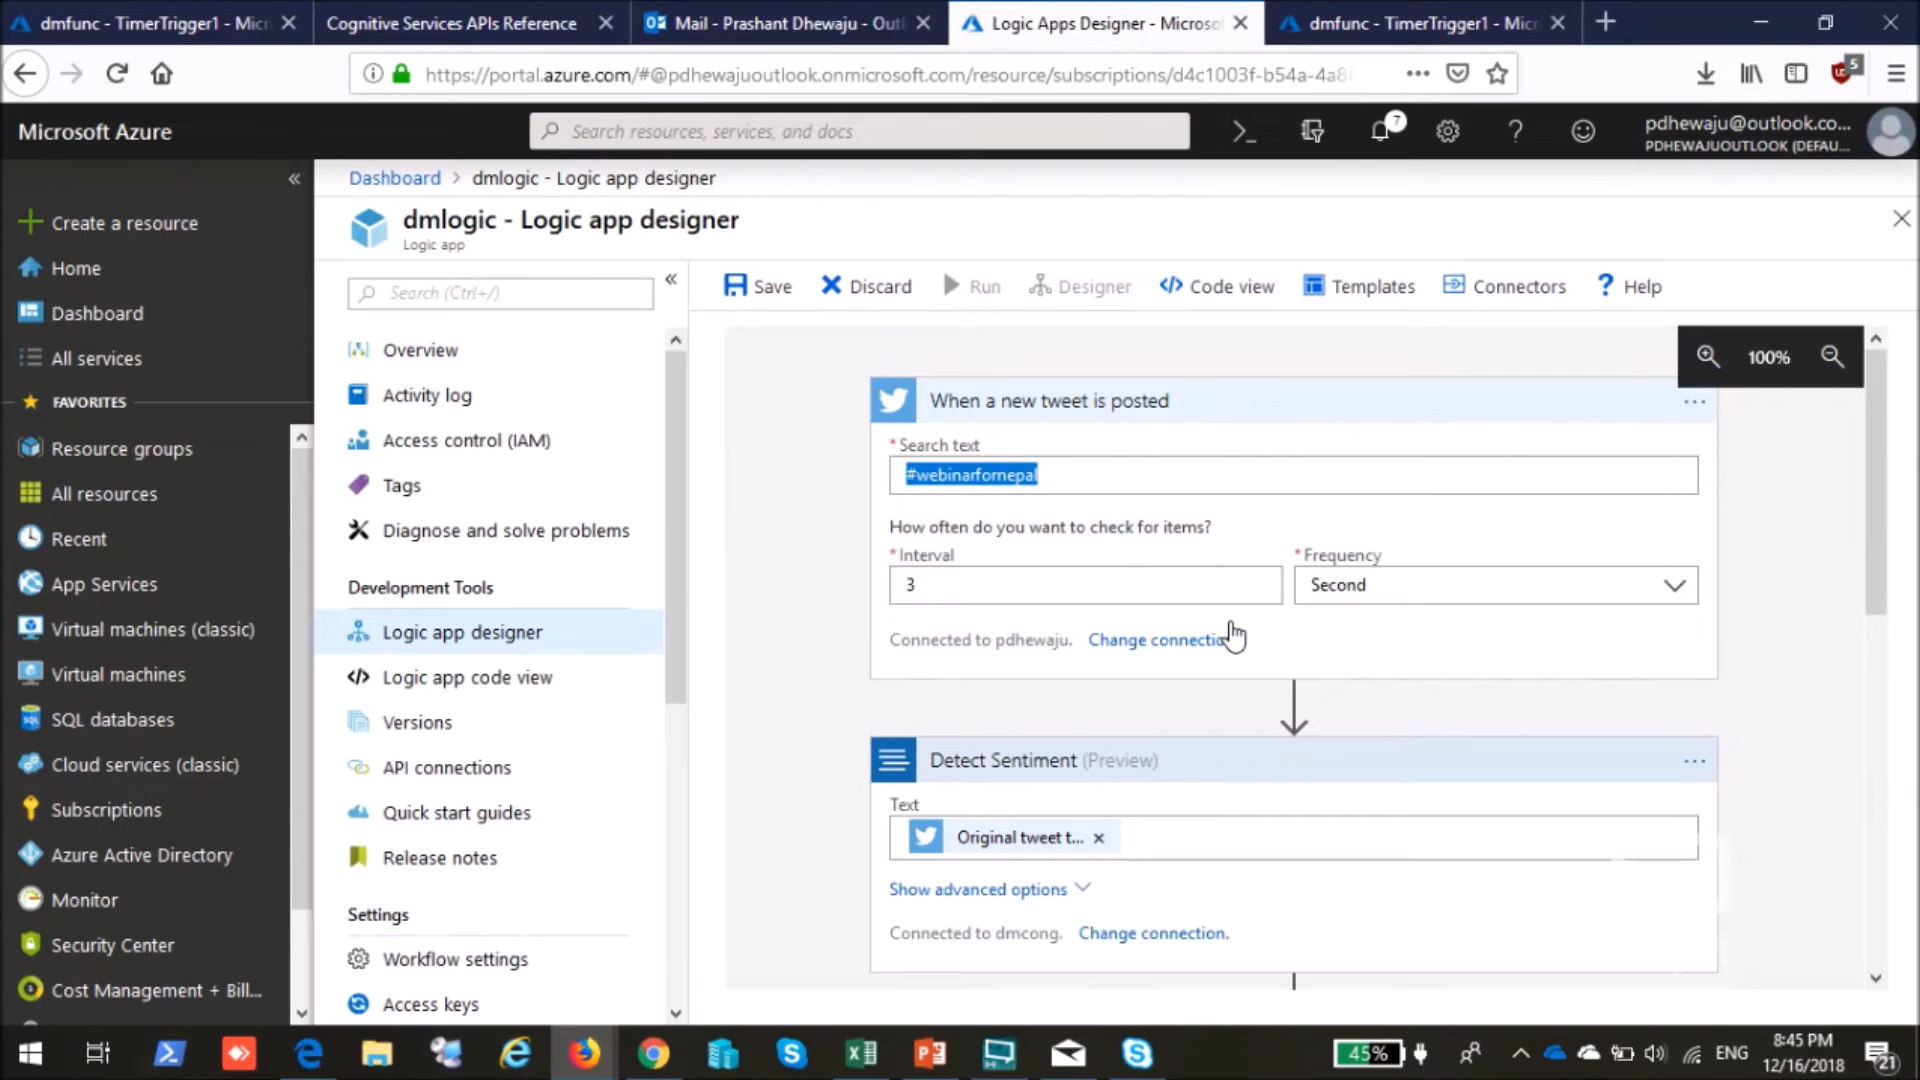 dmfunc - TimerTrigger1 - Micr
Cognitive Services APIs Reference
Mail - Prashant Dhewaju - Outl
Logic Apps Designer - Microsof
dmfunc - TimerTrigger1 - Micr
https://portal.azure.com/#@pdhewajuoutlook.onmicrosoft.com/resource/subscriptions/d4c1003f-b54a-4a8
5
Microsoft Azure
Search resources, services, and docs
7
pdhewaju@outlook.co...
PDHEWAJUOUTLOOK (DEFAU...
Create a resource
Home
Dashboard
All services
FAVORITES
Resource groups
All resources
Recent
App Services
Virtual machines (classic)
Virtual machines
SQL databases
Cloud services (classic)
Subscriptions
Azure Active Directory
Monitor
Security Center
Cost Management + Bill...
Dashboard > dmlogic - Logic app designer
dmlogic - Logic app designer
Logic app
Search (Ctrl+/)
Overview
Activity log
Access control (IAM)
Tags
Diagnose and solve problems
Development Tools
Logic app designer
Logic app code view
Versions
API connections
Quick start guides
Release notes
Settings
Workflow settings
Access keys
Save
Discard
Run
Designer
Code view
Templates
Connectors
Help
100%
When a new tweet is posted
* Search text
#webinarfornepal
How often do you want to check for items?
* Interval
* Frequency
3
Second
Connected to pdhewaju. Change connectio
Detect Sentiment (Preview)
Text
Original tweet t...
Show advanced options
Connected to dmcong. Change connection.
45%
ENG
8:45 PM
12/16/2018
21